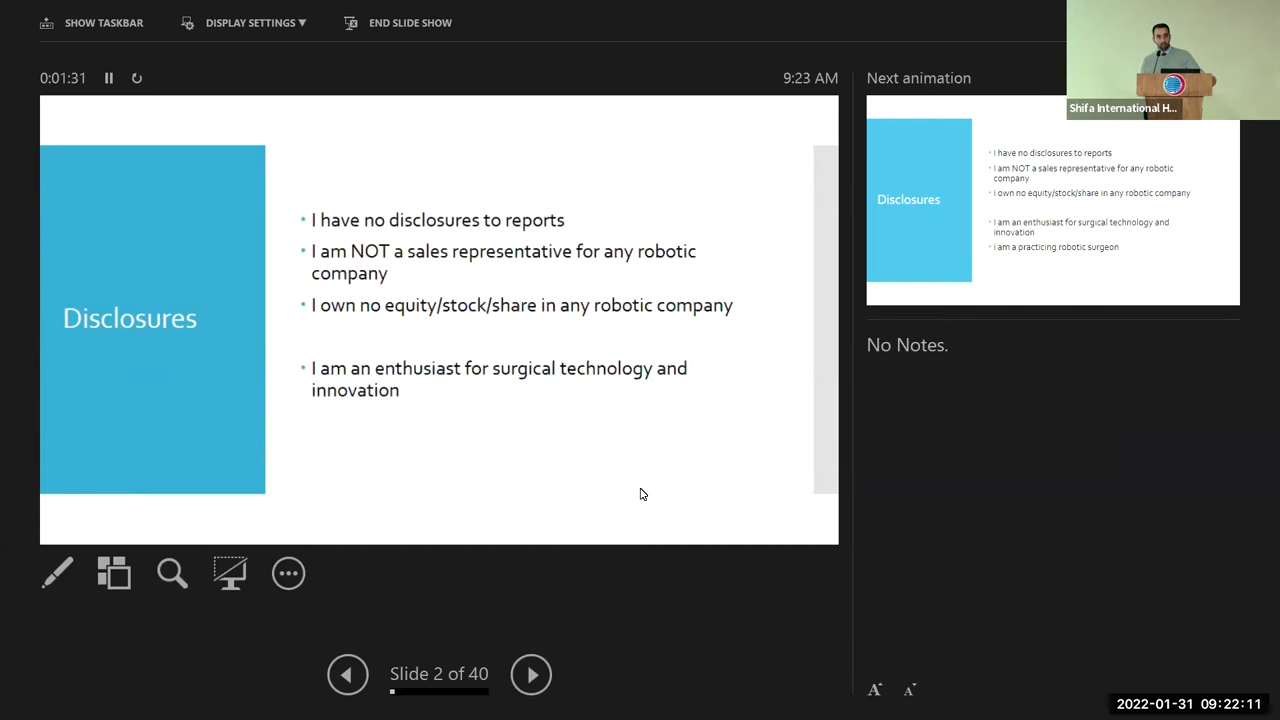 SHOW TASKBAR
DISPLAY SETTINGS ▼
END SLIDE SHOW
0:01:31
9:23 AM
Disclosures
• I have no disclosures to reports
• I am NOT a sales representative for any robotic
company
• I own no equity/stock/share in any robotic company
• I am an enthusiast for surgical technology and
innovation
Slide 2 of 40
Next animation
Shifa International H...
Disclosures
• I have no disclosures to reports
• I am NOT a sales representative for any robotic
company
• I own no equity/stock/share in any robotic company
• I am an enthusiast for surgical technology and
innovation
• I am a practicing robotic surgeon
No Notes.
A A
2022-01-31 09:22:11